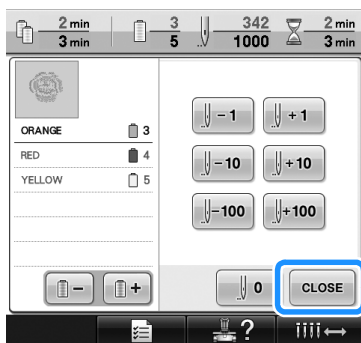 2 min 3 342 2 min
3 min 5 1000 3 min
ORANGE 3
RED 4
YELLOW 5
-1 +1
-10 +10
-100 +100
- + 0 CLOSE
?